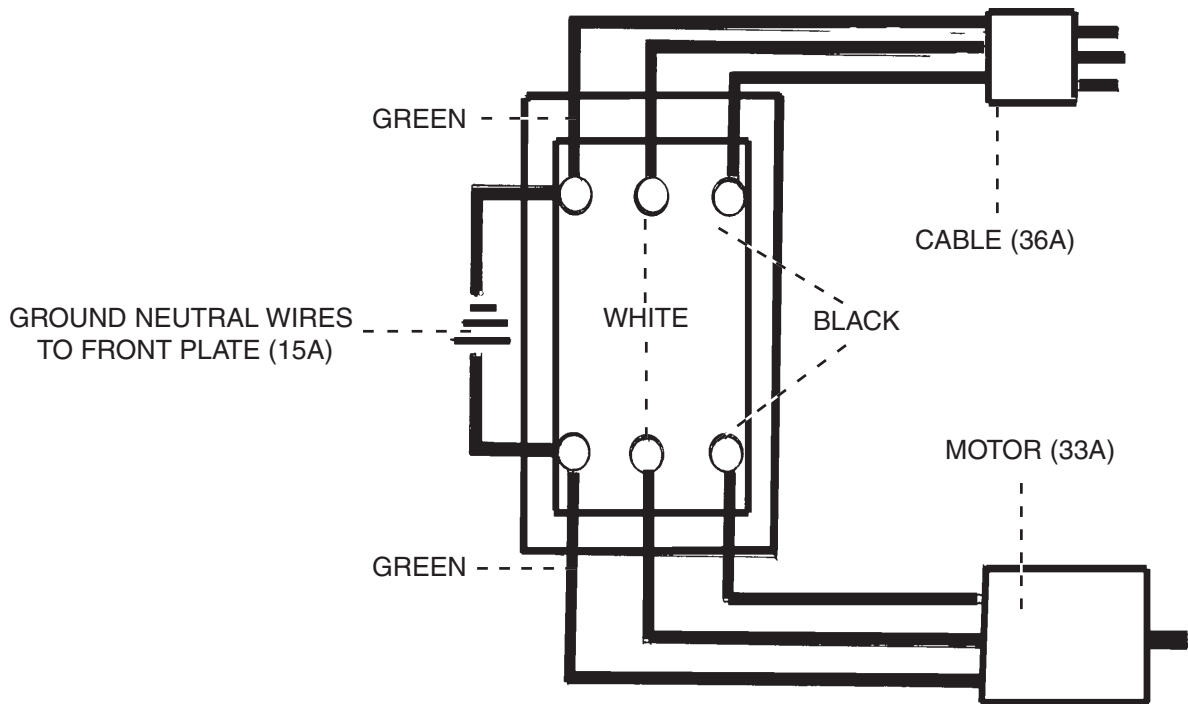 GREEN
CABLE (36A)
GROUND NEUTRAL WIRES
TO FRONT PLATE (15A)
WHITE
BLACK
MOTOR (33A)
GREEN